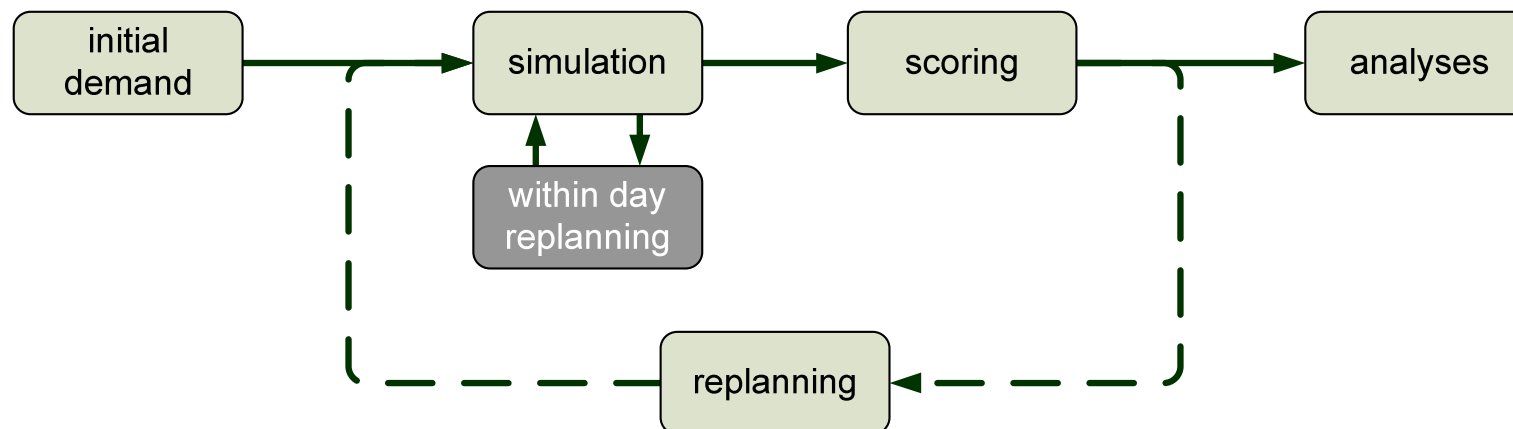 initial
demand
simulation
scoring
analyses
within day
replanning
replanning